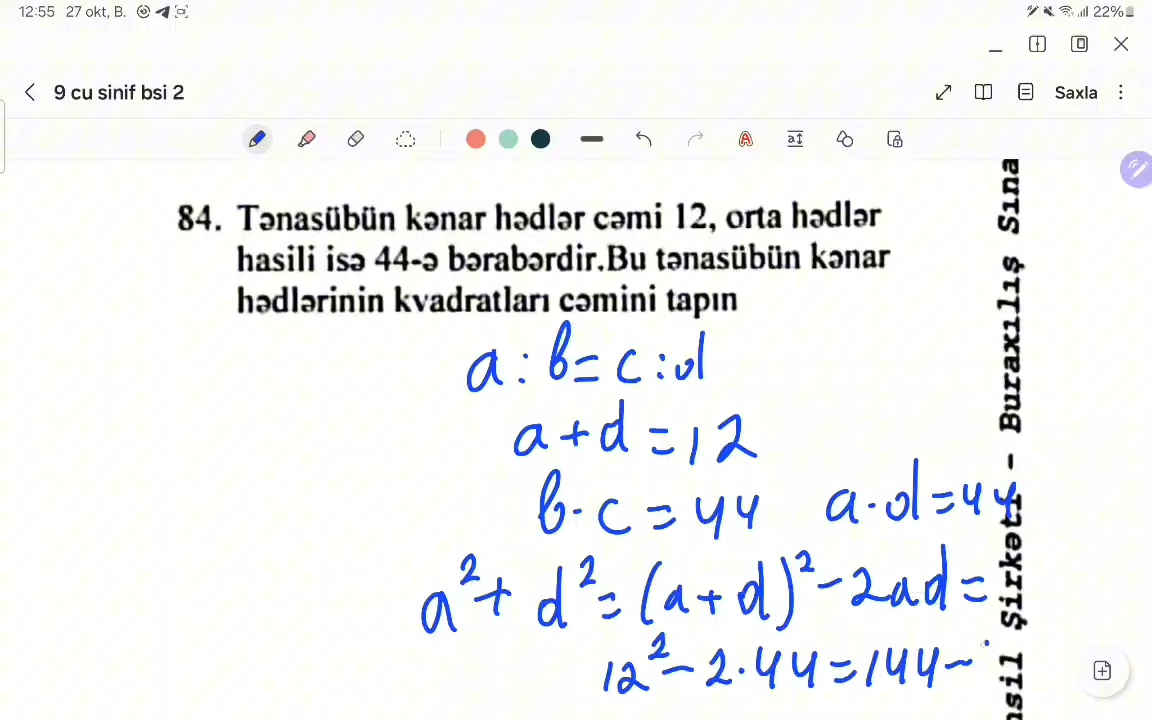 12:55 27 okt, B. 22%
9 cu sinif bsi 2
Saxla
84. Tənasübün kənar hədlər cəmi 12, orta hədlər
hasili isə 44-ə bərabərdir.Bu tənasübün kənar
hədlərinin kvadratları cəmini tapın
a : b = c : d
a + d = 12
b · c = 44 a · d = 44
a² + d² = (a + d)² - 2ad =
12² - 2 · 44 = 144 -
sil Şirkəti - Buraxılış Sına